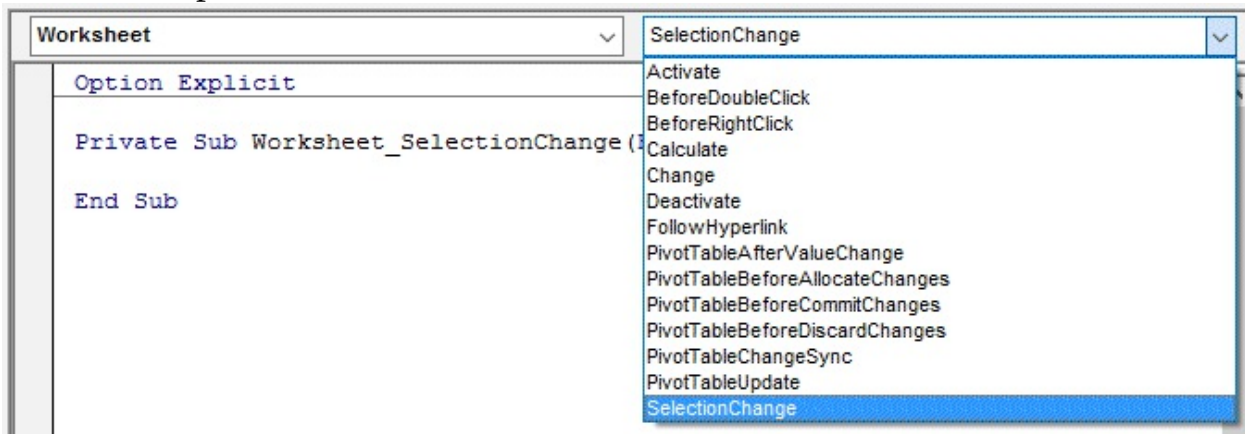 Worksheet
SelectionChange
Option Explicit
Private Sub Worksheet_SelectionChange(
End Sub
Activate
BeforeDoubleClick
BeforeRightClick
Calculate
Change
Deactivate
FollowHyperlink
PivotTableAfterValueChange
PivotTableBeforeAllocateChanges
PivotTableBeforeCommitChanges
PivotTableBeforeDiscardChanges
PivotTableChangeSync
PivotTableUpdate
SelectionChange